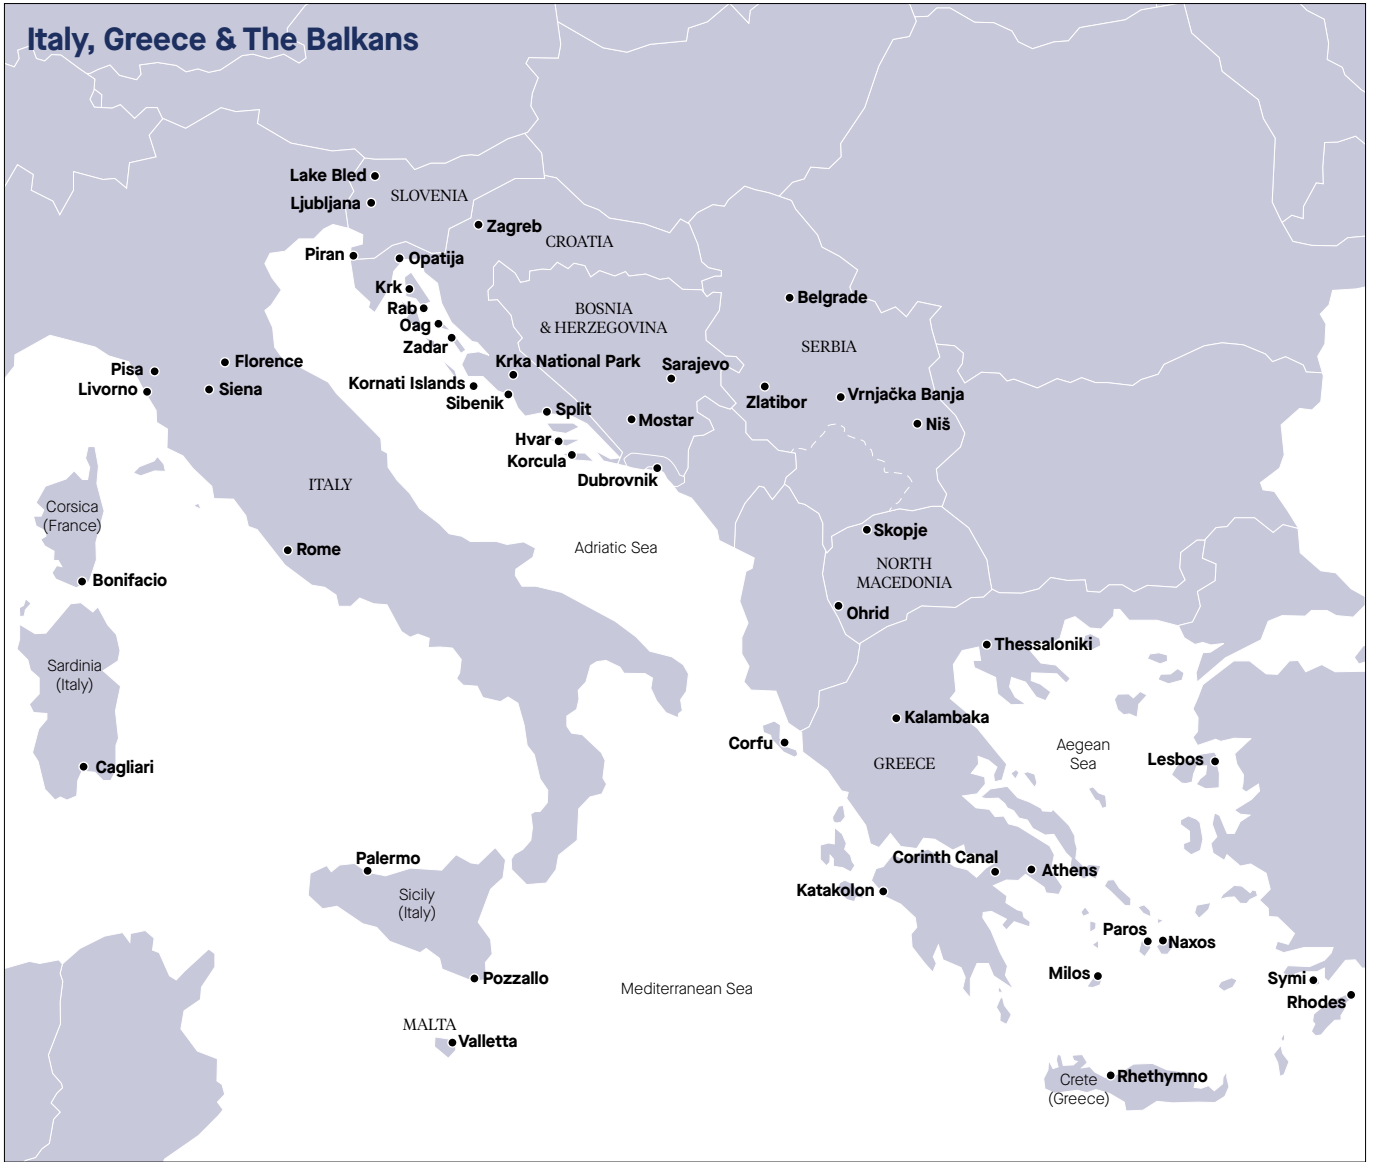 Italy, Greece & The Balkans
Lake Bled
SLOVENIA
Ljubljana
Zagreb
CROATIA
Piran
Opatija
Krk
Rab
Oag
Zadar
BOSNIA
& HERZEGOVINA
Belgrade
SERBIA
Florence
Pisa
Livorno
Siena
Krka National Park
Sarajevo
Kornati Islands
Sibenik
Zlatibor
Vrnjačka Banja
Split
Mostar
Niš
Hvar
Korcula
Dubrovnik
ITALY
Corsica
(France)
Rome
Adriatic Sea
Skopje
NORTH
MACEDONIA
Bonifacio
Ohrid
Thessaloniki
Sardinia
(Italy)
Kalambaka
Corfu
Aegean
Sea
GREECE
Lesbos
Cagliari
Palermo
Corinth Canal
Athens
Sicily
(Italy)
Katakolon
Paros
Naxos
Milos
Pozzallo
Mediterranean Sea
Symi
Rhodes
MALTA
Valletta
Rhethymno
Crete
(Greece)